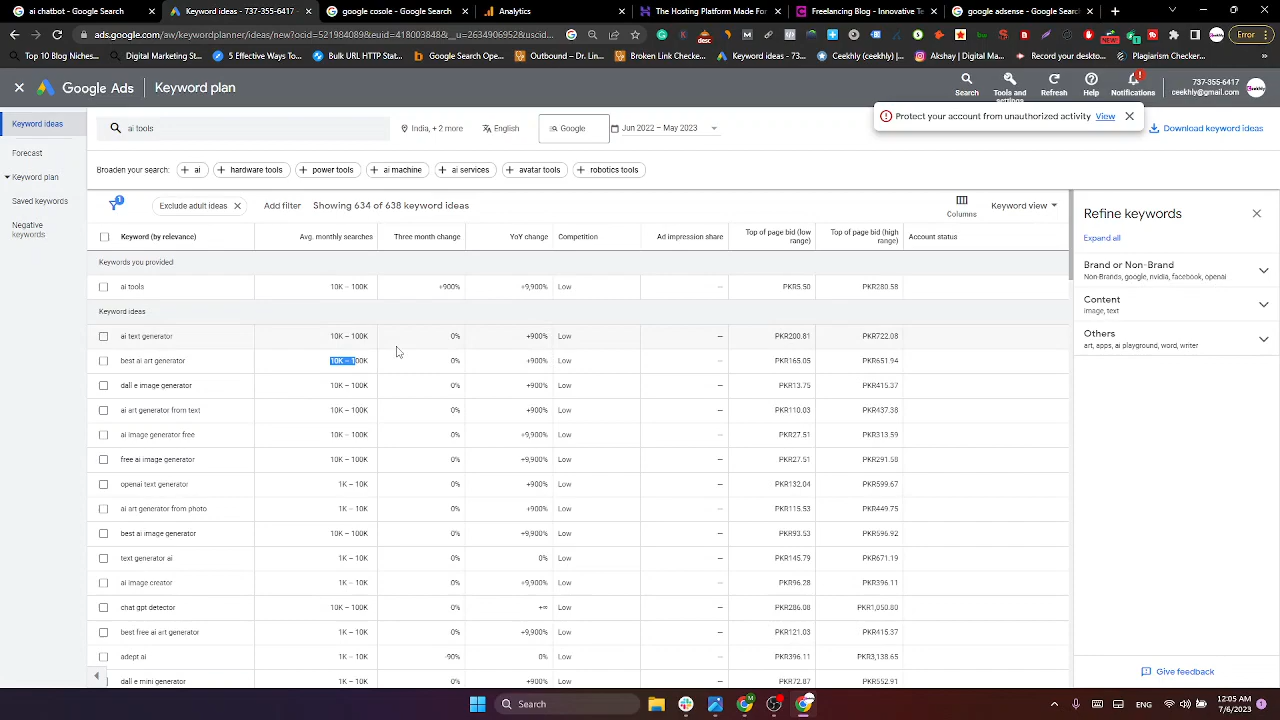 ai chatbot - Google Search
Keyword ideas - 737-355-6417 -
google cosole - Google Search
Analytics
The Hosting Platform Made For
Freelancing Blog - Innovative Te
google adsense - Google Search
ads.google.com/aw/keywordplanner/ideas/new?ocid=521984089&euid=418003848&__u=2634906952&uscid...
Error
Top 10 Blog Niches...
Digital Marketing St...
5 Effective Ways To...
Bulk URL HTTP Stat...
Google Search Ope...
Outbound – Dr. Lin...
Broken Link Checke...
Keyword ideas - 73...
Ceekhly (@ceekhly)...
Akshay | Digital Ma...
Record your deskto...
Plagiarism Checker...
Google Ads
Keyword plan
Search
Tools and settings
Refresh
Help
Notifications
737-355-6417
ceekhly@gmail.com
Protect your account from unauthorized activity View
Keyword ideas
Forecast
Keyword plan
Saved keywords
Negative
keywords
ai tools
India, + 2 more
English
Google
Jun 2022 – May 2023
Download keyword ideas
Broaden your search:
ai
hardware tools
power tools
ai machine
ai services
avatar tools
robotics tools
1
Exclude adult ideas
Add filter
Showing 634 of 638 keyword ideas
Columns
Keyword view
Keyword (by relevance) Avg. monthly searches Three month change YoY change Competition Ad impression share Top of page bid (low range) Top of page bid (high range) Account status
Keywords you provided
ai tools 10K – 100K +900% +9,900% Low – PKR5.50 PKR280.58
Keyword ideas
ai text generator 10K – 100K 0% +900% Low – PKR200.81 PKR722.08
best ai art generator 10K – 100K 0% +900% Low – PKR165.05 PKR651.94
dall e image generator 10K – 100K 0% +900% Low – PKR13.75 PKR415.37
ai art generator from text 10K – 100K 0% +900% Low – PKR110.03 PKR437.38
ai image generator free 10K – 100K 0% +9,900% Low – PKR27.51 PKR313.59
free ai image generator 10K – 100K 0% +9,900% Low – PKR27.51 PKR291.58
openai text generator 1K – 10K 0% +900% Low – PKR132.04 PKR599.67
ai art generator from photo 1K – 10K 0% +900% Low – PKR115.53 PKR449.75
best ai image generator 10K – 100K 0% +9,900% Low – PKR93.53 PKR595.92
text generator ai 1K – 10K 0% 0% Low – PKR145.79 PKR671.19
ai image creator 1K – 10K 0% +9,900% Low – PKR96.28 PKR396.11
chat gpt detector 10K – 100K 0% +∞ Low – PKR286.08 PKR1,050.80
best free ai art generator 1K – 10K 0% +9,900% Low – PKR121.03 PKR415.37
adept ai 1K – 10K -90% 0% Low – PKR396.11 PKR3,138.65
dall e mini generator 1K – 10K 0% +900% Low – PKR72.87 PKR552.91
Refine keywords
Expand all
Brand or Non-Brand
Non-Brands, google, nvidia, facebook, openai
Content
image, text
Others
art, apps, ai playground, word, writer
Give feedback
Search
12:05 AM
7/6/2023